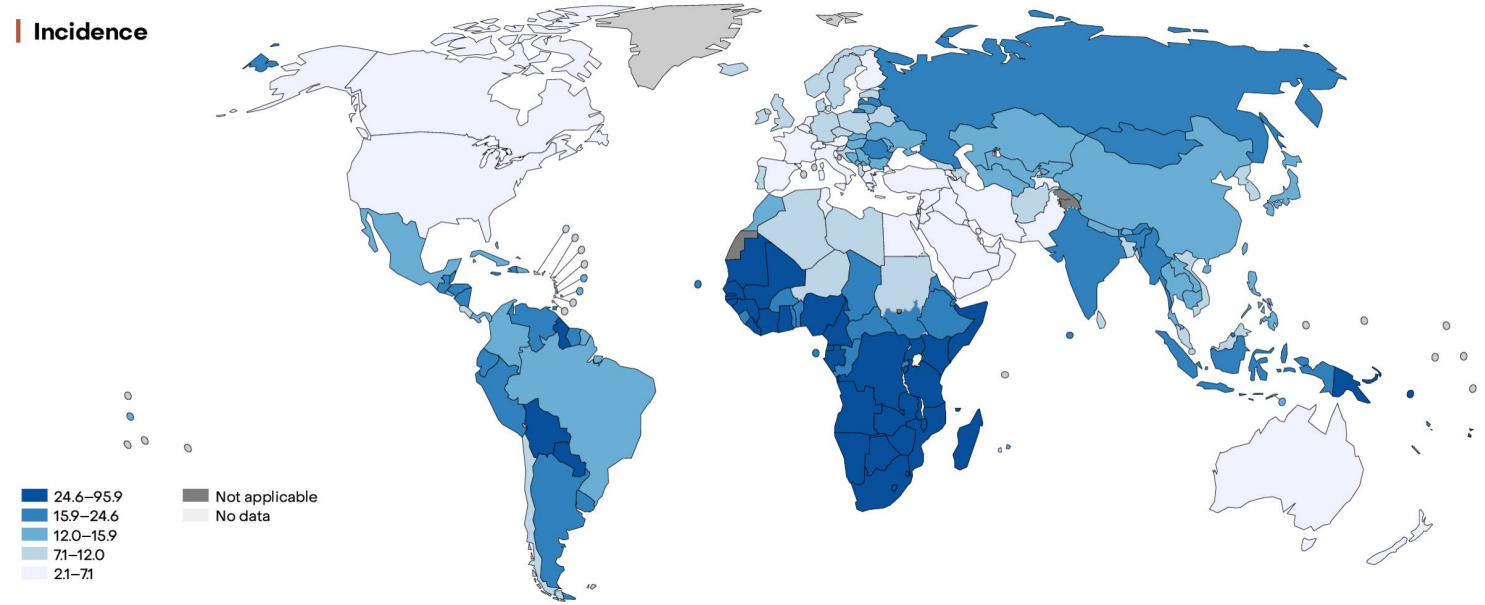 Incidence
24.6–95.9
15.9–24.6
12.0–15.9
7.1–12.0
2.1–7.1
Not applicable
No data